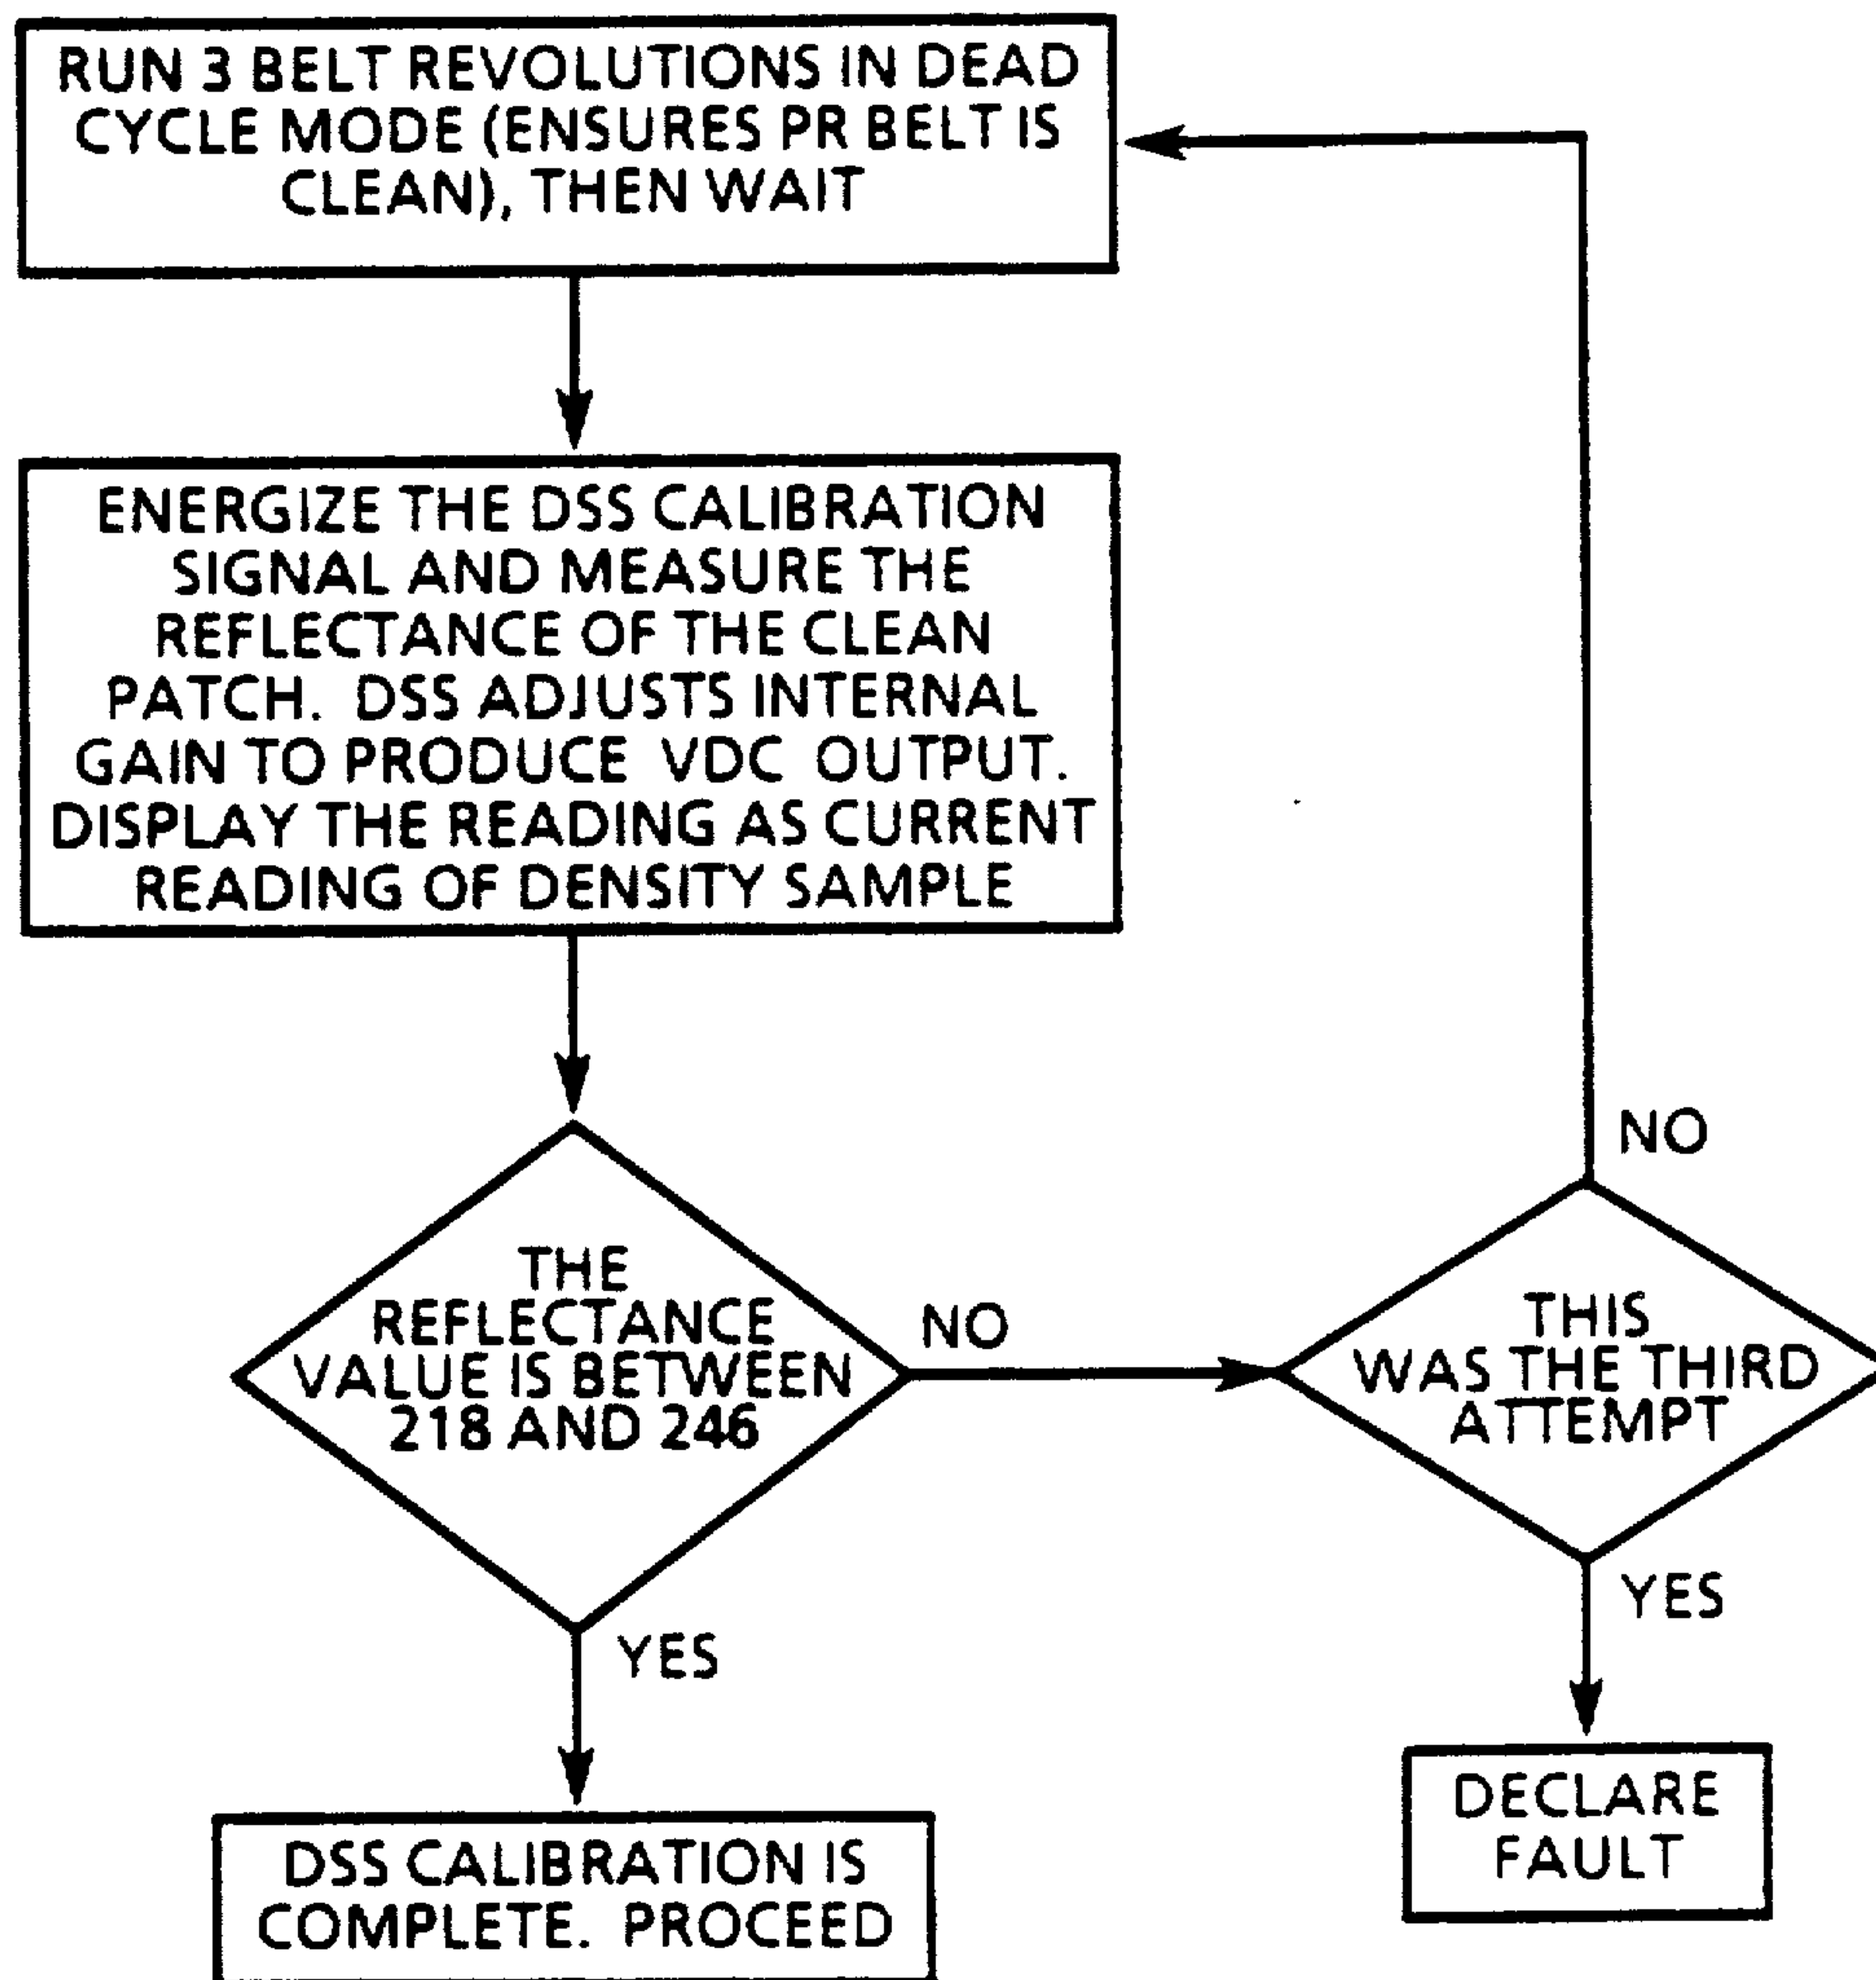 RUN 3 BELT REVOLUTIONS IN DEAD
CYCLE MODE (ENSURES PR BELT IS
CLEAN), THEN WAIT
ENERGIZE THE DSS CALIBRATION
SIGNAL AND MEASURE THE
REFLECTANCE OF THE CLEAN
PATCH. DSS ADJUSTS INTERNAL
GAIN TO PRODUCE VDC OUTPUT.
DISPLAY THE READING AS CURRENT
READING OF DENSITY SAMPLE
THE
REFLECTANCE
VALUE IS BETWEEN
218 AND 246
NO
YES
THIS
WAS THE THIRD
ATTEMPT
NO
YES
DSS CALIBRATION IS
COMPLETE. PROCEED
DECLARE
FAULT